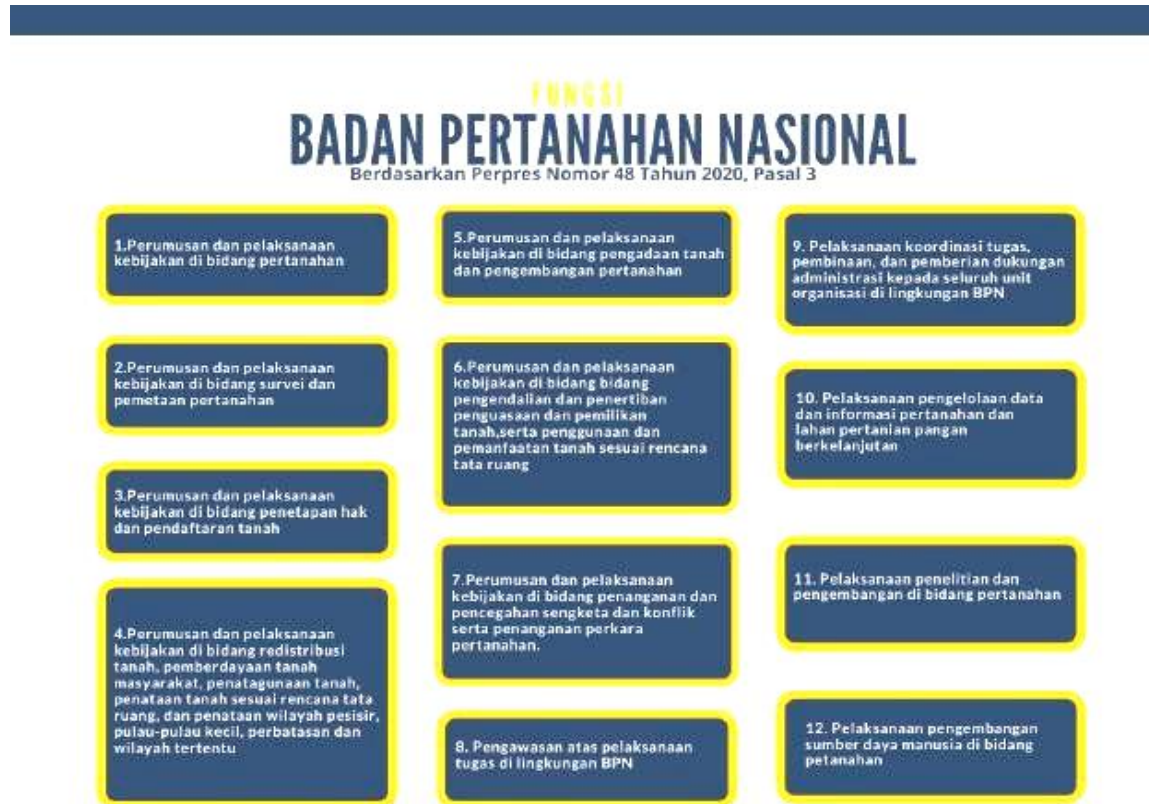 FUNGSI
BADAN PERTANAHAN NASIONAL
Berdasarkan Perpres Nomor 48 Tahun 2020, Pasal 3
1.Perumusan dan pelaksanaan
kebijakan di bidang pertanahan
2.Perumusan dan pelaksanaan
kebijakan di bidang survei dan
pemetaan pertanahan
3.Perumusan dan pelaksanaan
kebijakan di bidang penetapan hak
dan pendaftaran tanah
4.Perumusan dan pelaksanaan
kebijakan di bidang redistribusi
tanah, pemberdayaan tanah
masyarakat, penatagunaan tanah,
penataan tanah sesuai rencana tata
ruang, dan penataan wilayah pesisir,
pulau-pulau kecil, perbatasan dan
wilayah tertentu
5.Perumusan dan pelaksanaan
kebijakan di bidang pengadaan tanah
dan pengembangan pertanahan
6.Perumusan dan pelaksanaan
kebijakan di bidang bidang
pengendalian dan penertiban
penguasaan dan pemilikan
tanah,serta penggunaan dan
pemanfaatan tanah sesuai rencana
tata ruang
7.Perumusan dan pelaksanaan
kebijakan di bidang penanganan dan
pencegahan sengketa dan konflik
serta penanganan perkara
pertanahan.
8. Pengawasan atas pelaksanaan
tugas di lingkungan BPN
9. Pelaksanaan koordinasi tugas,
pembinaan, dan pemberian dukungan
administrasi kepada seluruh unit
organisasi di lingkungan BPN
10. Pelaksanaan pengelolaan data
dan informasi pertanahan dan
lahan pertanian pangan
berkelanjutan
11. Pelaksanaan penelitian dan
pengembangan di bidang pertanahan
12. Pelaksanaan pengembangan
sumber daya manusia di bidang
petanahan